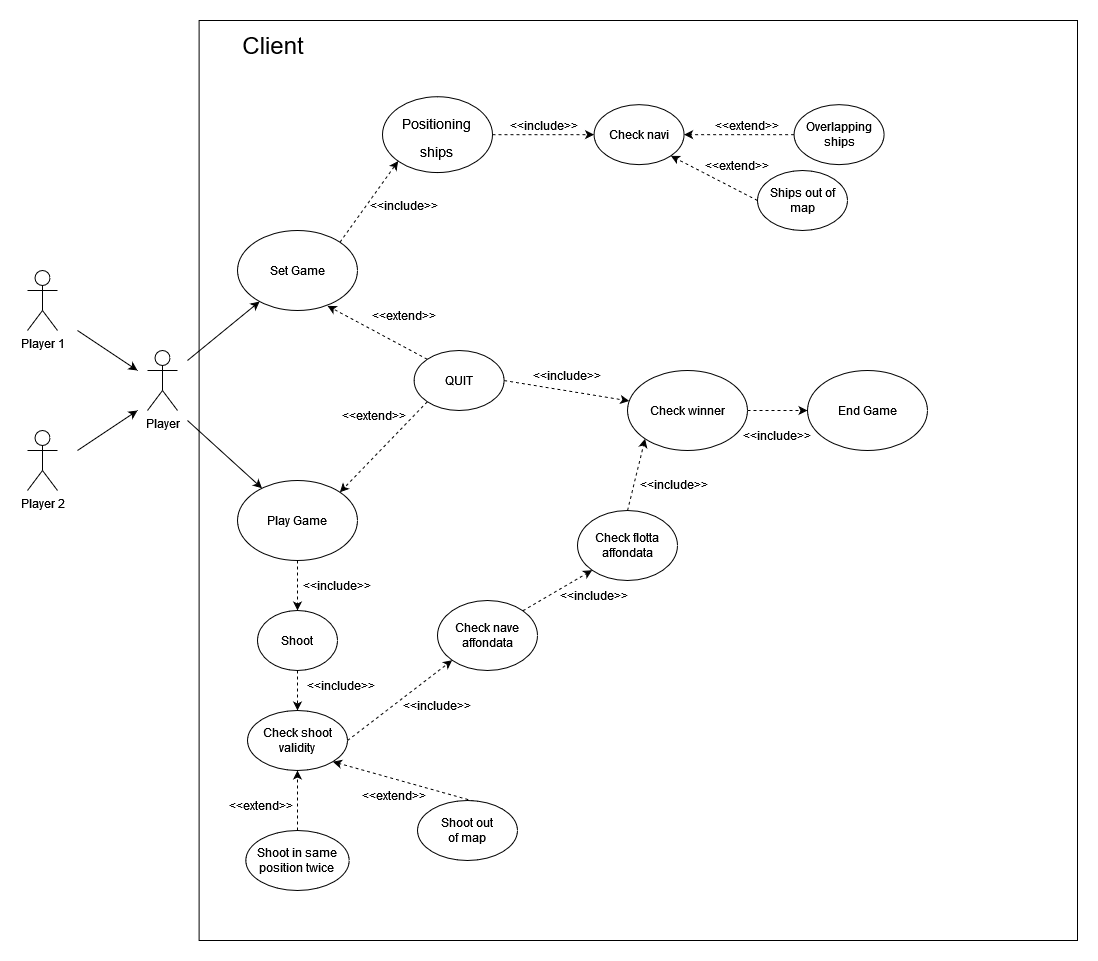 Client
Positioning
ships
<<include>>
Check navi
<<extend>>
Overlapping
ships
<<extend>>
Ships out of
map
<<include>>
Set Game
Player 1
<<extend>>
QUIT
<<include>>
Check winner
<<include>>
End Game
Player
<<extend>>
Player 2
Play Game
<<include>>
Check flotta
affondata
<<include>>
<<include>>
Check nave
affondata
Shoot
<<include>>
<<include>>
Check shoot
validity
<<extend>>
<<extend>>
Shoot out
of map
Shoot in same
position twice